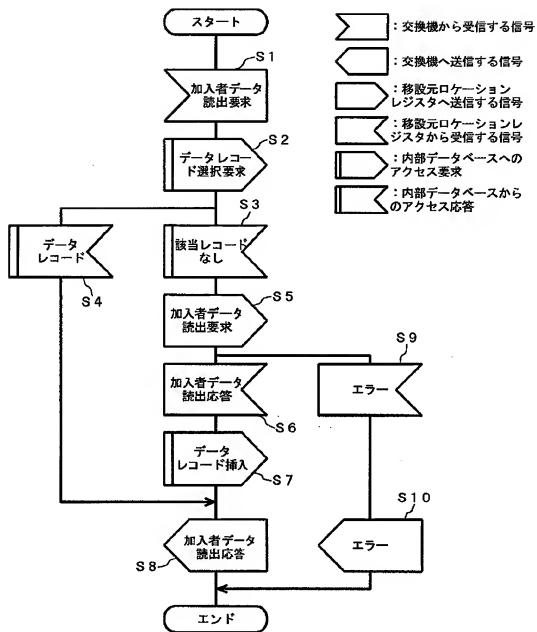 スタート
S1
加入者データ
読出要求
S2
データレコ
ード選択要求
S3
該当レコード
なし
データ
レコード
S4
S5
加入者データ
読出要求
S9
加入者データ
読出応答
S6
エラー
データ
レコード挿入
S7
S10
加入者データ
読出応答
S8
エラー
エンド
：交換機から受信する信号
：交換機へ送信する信号
：移設元ロケーション
レジスタへ送信する信号
：移設元ロケーションレ
ジスタから受信する信号
：内部データベースへの
アクセス要求
：内部データベースから
のアクセス応答